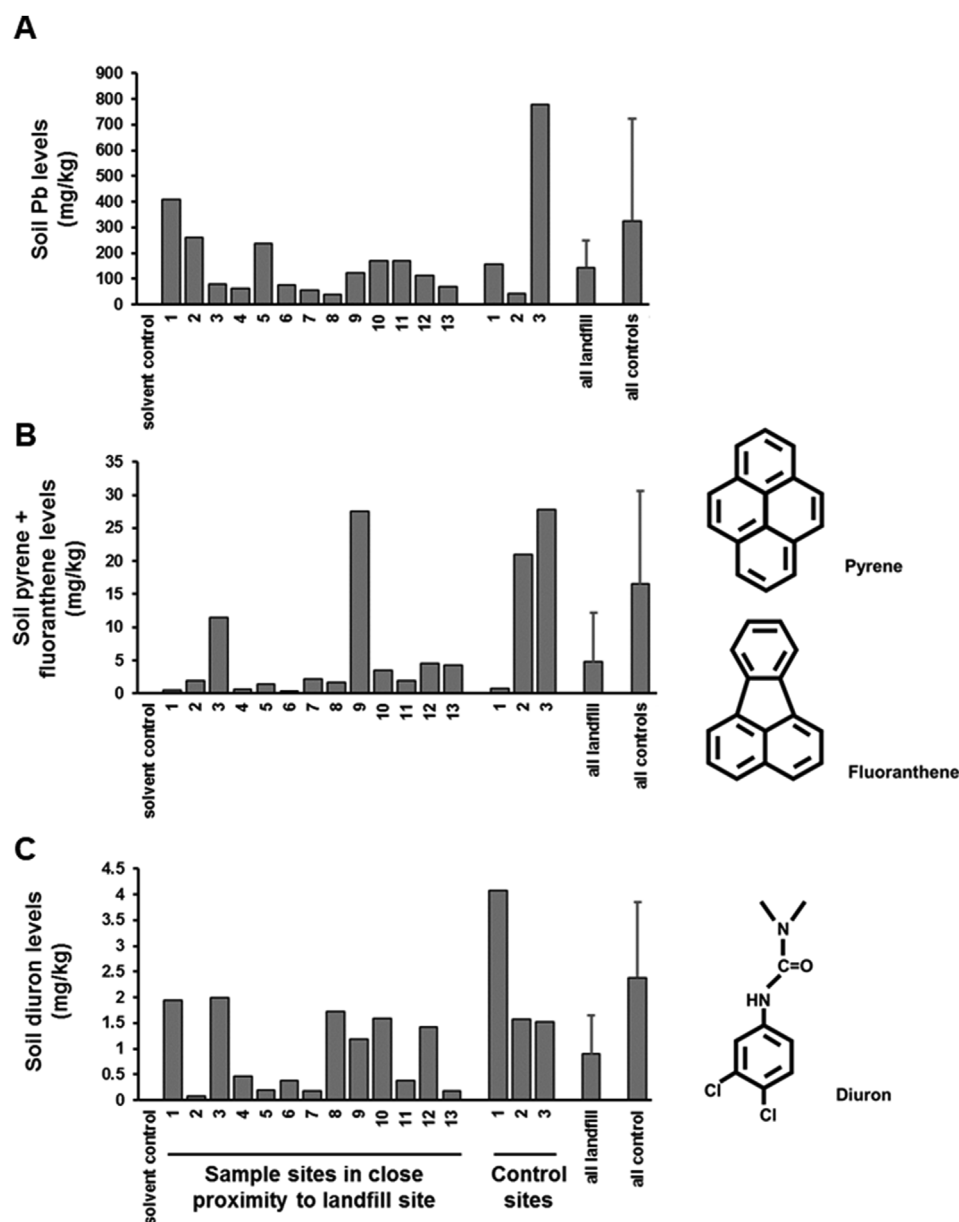 A
Soil Pb levels
(mg/kg)
900
800
700
600
500
400
300
200
100
0
solvent control
1
2
3
4
5
6
7
8
9
10
11
12
13
1
2
3
all landfill
all controls
B
Soil pyrene +
fluoranthene levels
(mg/kg)
35
30
25
20
15
10
5
0
solvent control
1
2
3
4
5
6
7
8
9
10
11
12
13
1
2
3
all landfill
all controls
Pyrene
Fluoranthene
C
Soil diuron levels
(mg/kg)
4.5
4
3.5
3
2.5
2
1.5
1
0.5
0
solvent control
1
2
3
4
5
6
7
8
9
10
11
12
13
1
2
3
all landfill
all control
Sample sites in close
proximity to landfill site
Control
sites
N
C=O
HN
Cl
Cl
Diuron